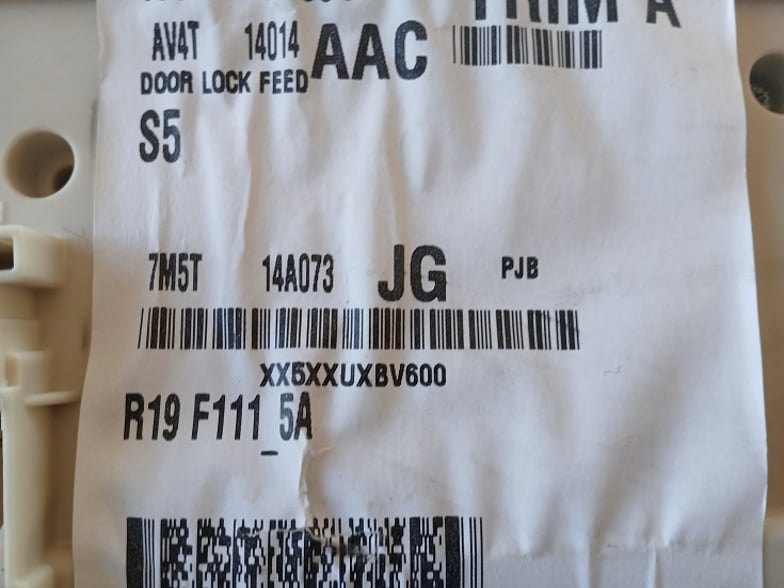 TRIM A
AV4T 14014 AAC
DOOR LOCK FEED
S5
7M5T 14A073 JG PJB
XX5XXUXBV600
R19 F111_5A